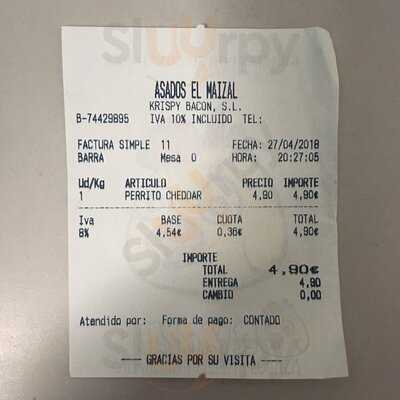 Sluurpy
ASADOS EL MAIZAL
KRISPY BACON, S.L.
B-74429895 IVA 10% INCLUIDO TEL:
FACTURA SIMPLE 11 FECHA: 27/04/2018
BARRA Mesa 0 HORA: 20:27:05
Ud/Kg ARTICULO PRECIO IMPORTE
1 PERRITO CHEDDAR 4,90 4,90€
Iva BASE CUOTA TOTAL
8% 4,54€ 0,36€ 4,90€
IMPORTE
TOTAL 4,90€
ENTREGA 4,90
CAMBIO 0,00
Atendido por: Forma de pago: CONTADO
---- GRACIAS POR SU VISITA ----